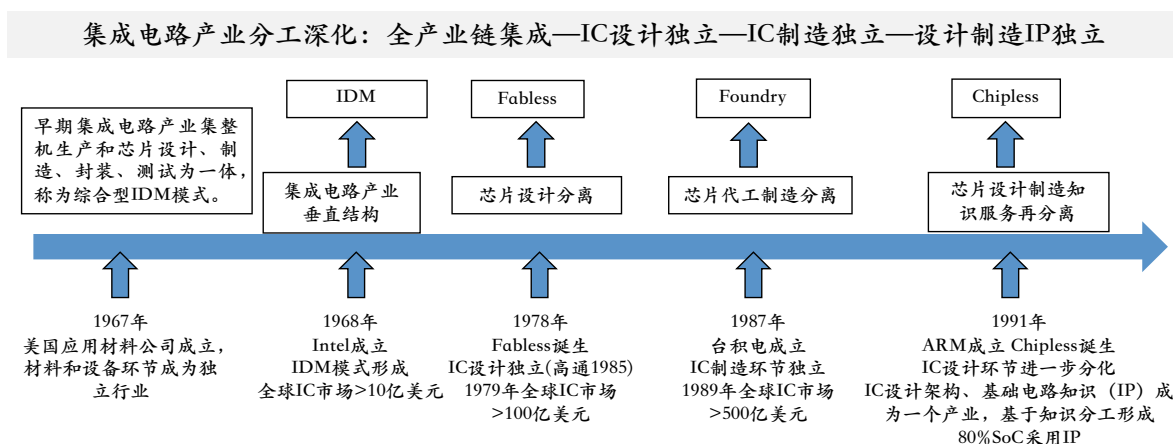 集成电路产业分工深化：全产业链集成—IC设计独立—IC制造独立—设计制造IP独立
早期集成电路产业集整
机生产和芯片设计、制
造、封装、测试为一体，
称为综合型IDM模式。
IDM
集成电路产业
垂直结构
Fabless
芯片设计分离
Foundry
芯片代工制造分离
Chipless
芯片设计制造知
识服务再分离
1967年
美国应用材料公司成立，
材料和设备环节成为独
立行业
1968年
Intel成立
IDM模式形成
全球IC市场>10亿美元
1978年
Fabless诞生
IC设计独立(高通1985)
1979年全球IC市场
>100亿美元
1987年
台积电成立
IC制造环节独立
1989年全球IC市场
>500亿美元
1991年
ARM成立 Chipless诞生
IC设计环节进一步分化
IC设计架构、基础电路知识（IP）成
为一个产业，基于知识分工形成
80%SoC采用IP